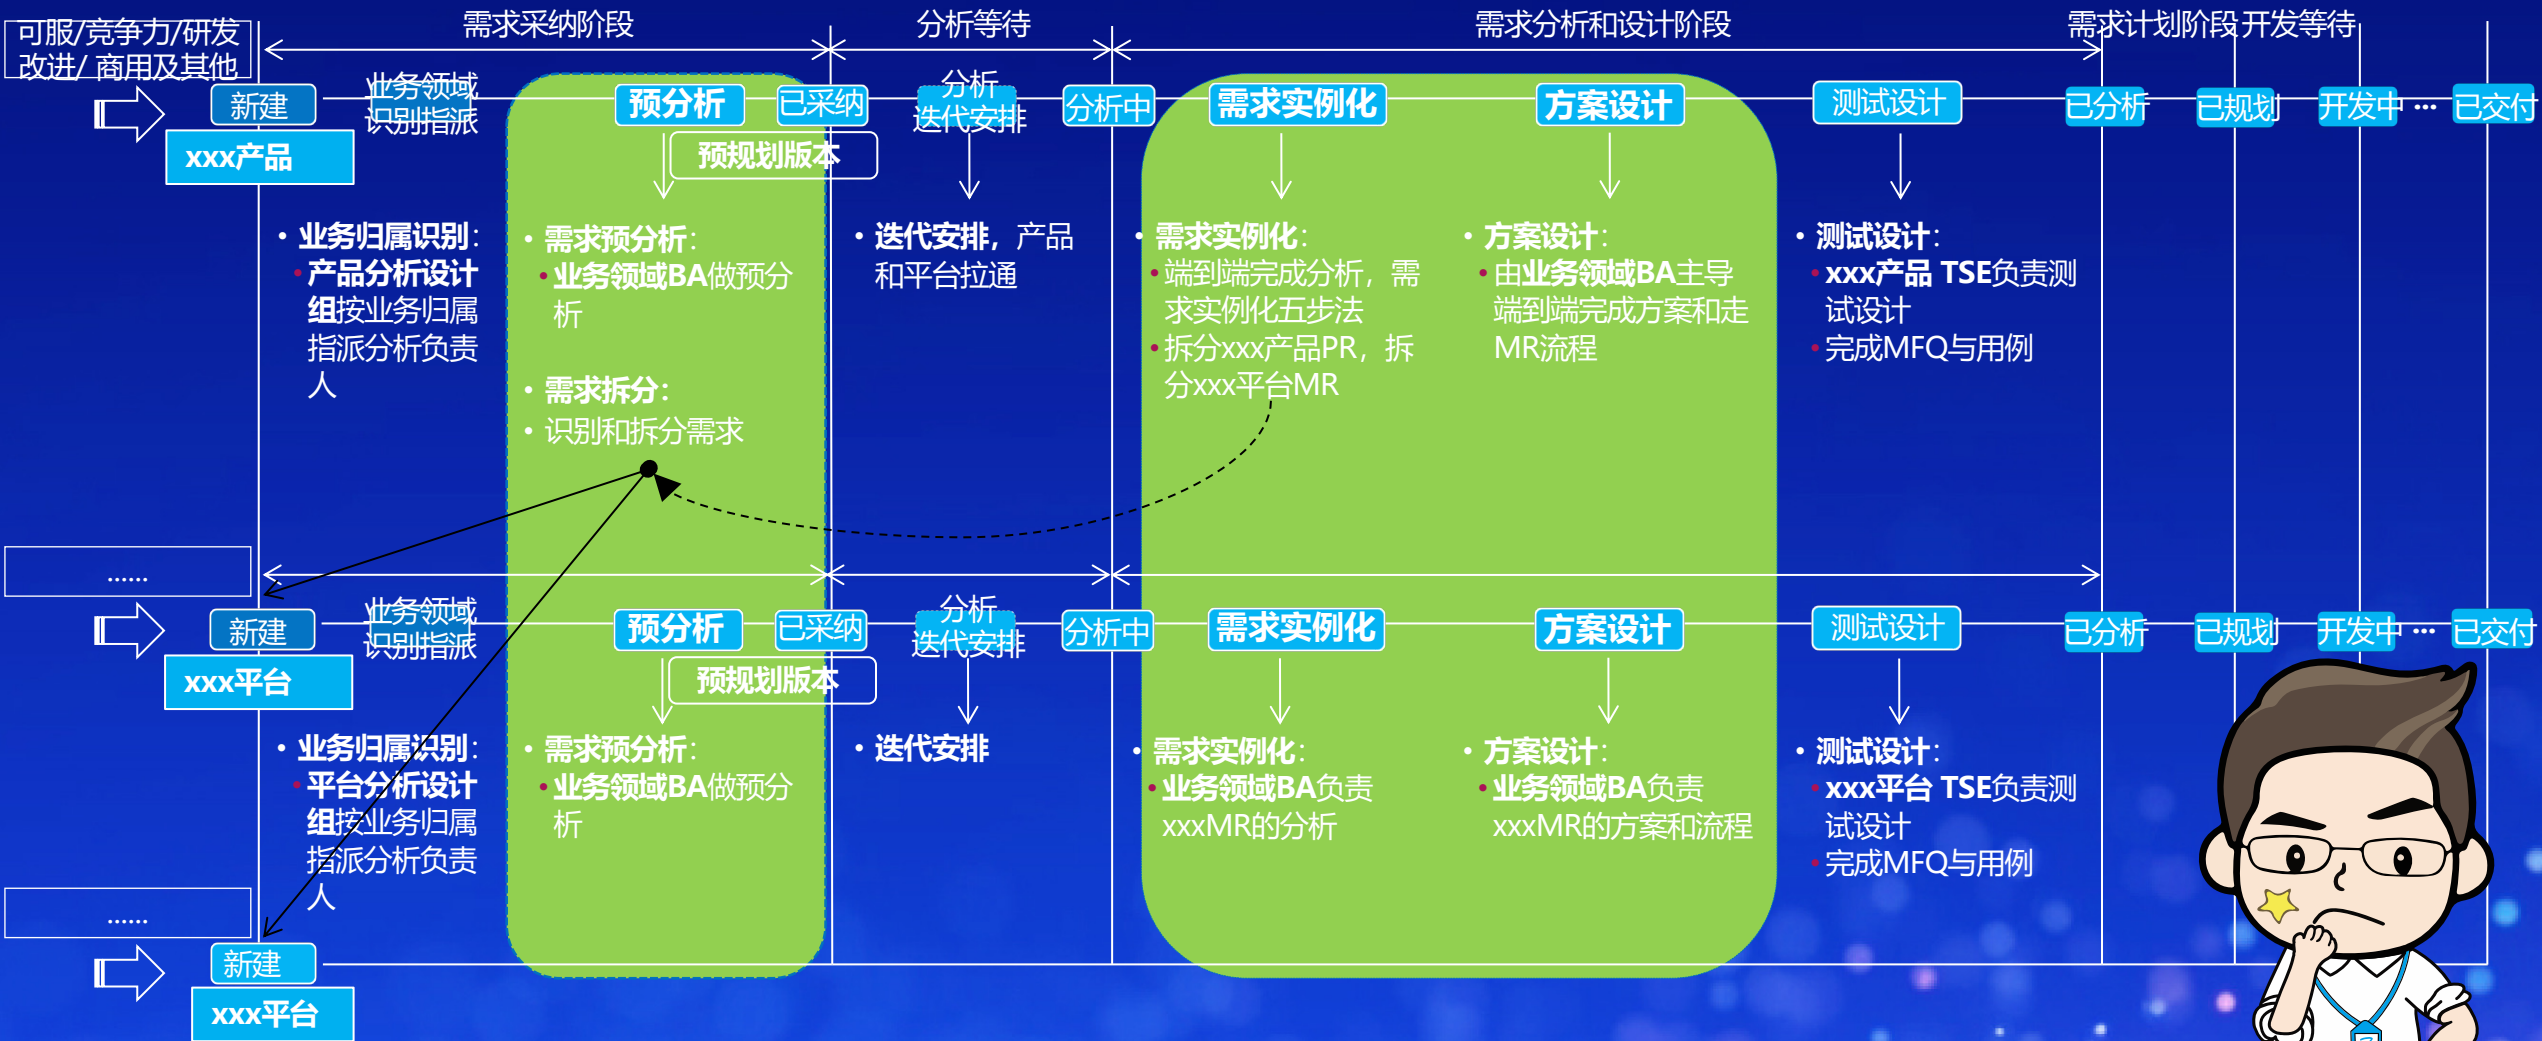 需求采纳阶段
分析等待
需求分析和设计阶段
需求计划阶段
开发等待
可服/竞争力/研发
改进/ 商用及其他
新建
业务领域
识别指派
预分析
已采纳
分析
迭代安排
分析中
需求实例化
方案设计
测试设计
已分析
已规划
开发中
...
已交付
xxx产品
预规划版本
• 业务归属识别：
• 产品分析设计
组按业务归属
指派分析负责
人
• 需求预分析：
• 业务领域BA做预分
析
• 需求拆分：
• 识别和拆分需求
• 迭代安排，产品
和平台拉通
• 需求实例化：
• 端到端完成分析，需
求实例化五步法
• 拆分xxx产品PR，拆
分xxx平台MR
• 方案设计：
• 由业务领域BA主导
端到端完成方案和走
MR流程
• 测试设计：
• xxx产品 TSE负责测
试设计
• 完成MFQ与用例
......
新建
业务领域
识别指派
预分析
已采纳
分析
迭代安排
分析中
需求实例化
方案设计
测试设计
已分析
已规划
开发中
...
已交付
xxx平台
预规划版本
• 业务归属识别：
• 平台分析设计
组按业务归属
指派分析负责
人
• 需求预分析：
• 业务领域BA做预分
析
• 迭代安排
• 需求实例化：
• 业务领域BA负责
xxxMR的分析
• 方案设计：
• 业务领域BA负责
xxxMR的方案和流程
• 测试设计：
• xxx平台 TSE负责测
试设计
• 完成MFQ与用例
......
新建
xxx平台